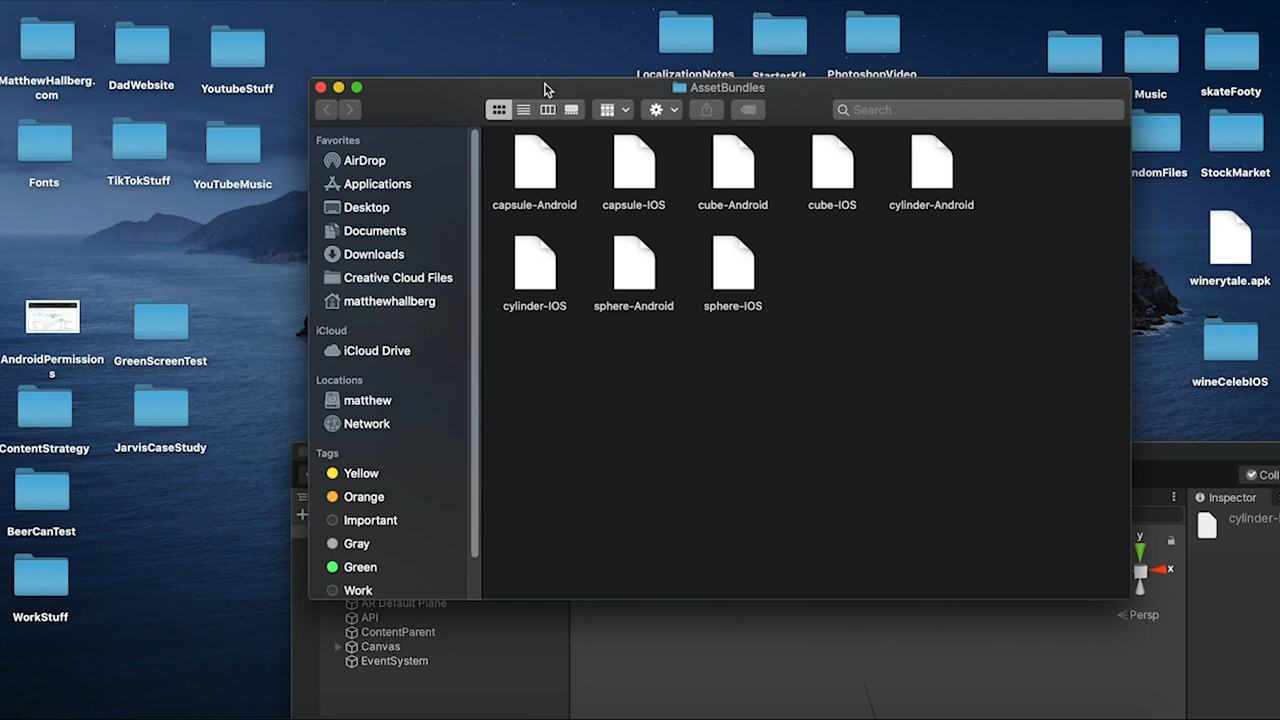 MatthewHallberg.
com
DadWebsite
YoutubeStuff
LocalizationNotes
StarterKit
PhotoshopVideo
Music
skateFooty
Fonts
TikTokStuff
YouTubeMusic
ndomFiles
StockMarket
winerytale.apk
wineCelebIOS
AndroidPermission
s
GreenScreenTest
ContentStrategy
JarvisCaseStudy
BeerCanTest
WorkStuff
AssetBundles
Search
Favorites
AirDrop
Applications
Desktop
Documents
Downloads
Creative Cloud Files
matthewhallberg
iCloud
iCloud Drive
Locations
matthew
Network
Tags
Yellow
Orange
Important
Gray
Green
Work
capsule-Android
capsule-IOS
cube-Android
cube-IOS
cylinder-Android
cylinder-IOS
sphere-Android
sphere-IOS
AR Default Plane
API
ContentParent
Canvas
EventSystem
y
x
Persp
Coll
Inspector
cylinder-